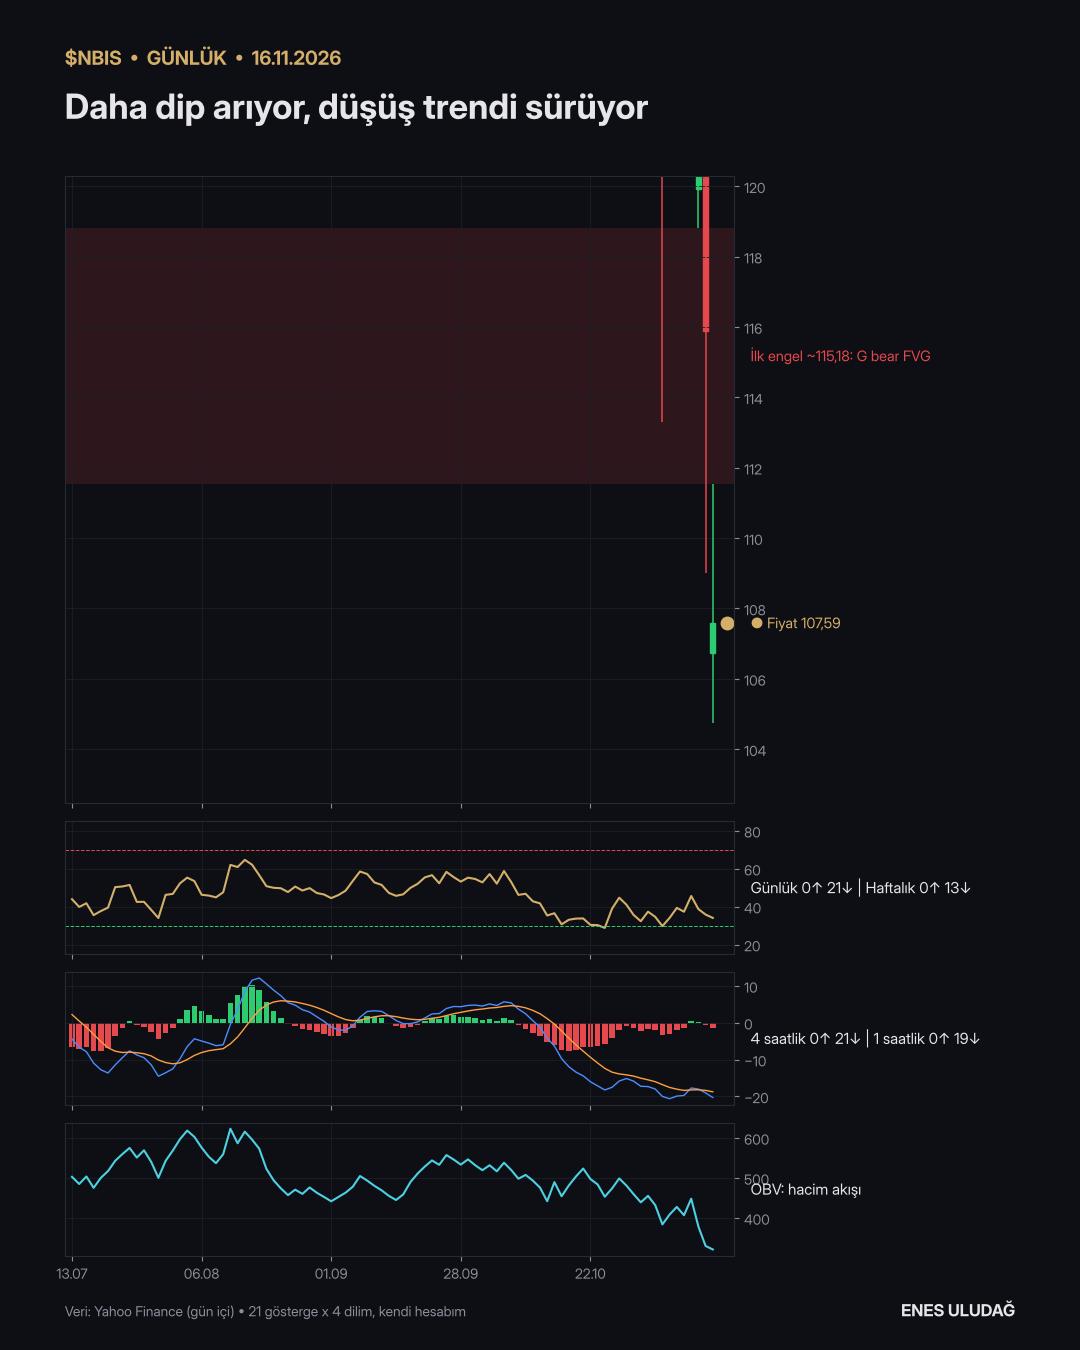 $NBIS • GÜNLÜK • 16.11.2026
Daha dip arıyor, düşüş trendi sürüyor
120
118
116
İlk engel ~115,18: G bear FVG
114
112
110
108
Fiyat 107,59
106
104
80
60
Günlük 0↑ 21↓ | Haftalık 0↑ 13↓
40
20
10
0
4 saatlik 0↑ 21↓ | 1 saatlik 0↑ 19↓
−10
−20
600
500
OBV: hacim akışı
400
13.07 06.08 01.09 28.09 22.10
Veri: Yahoo Finance (gün içi) • 21 gösterge x 4 dilim, kendi hesabım
ENES ULUDAĞ